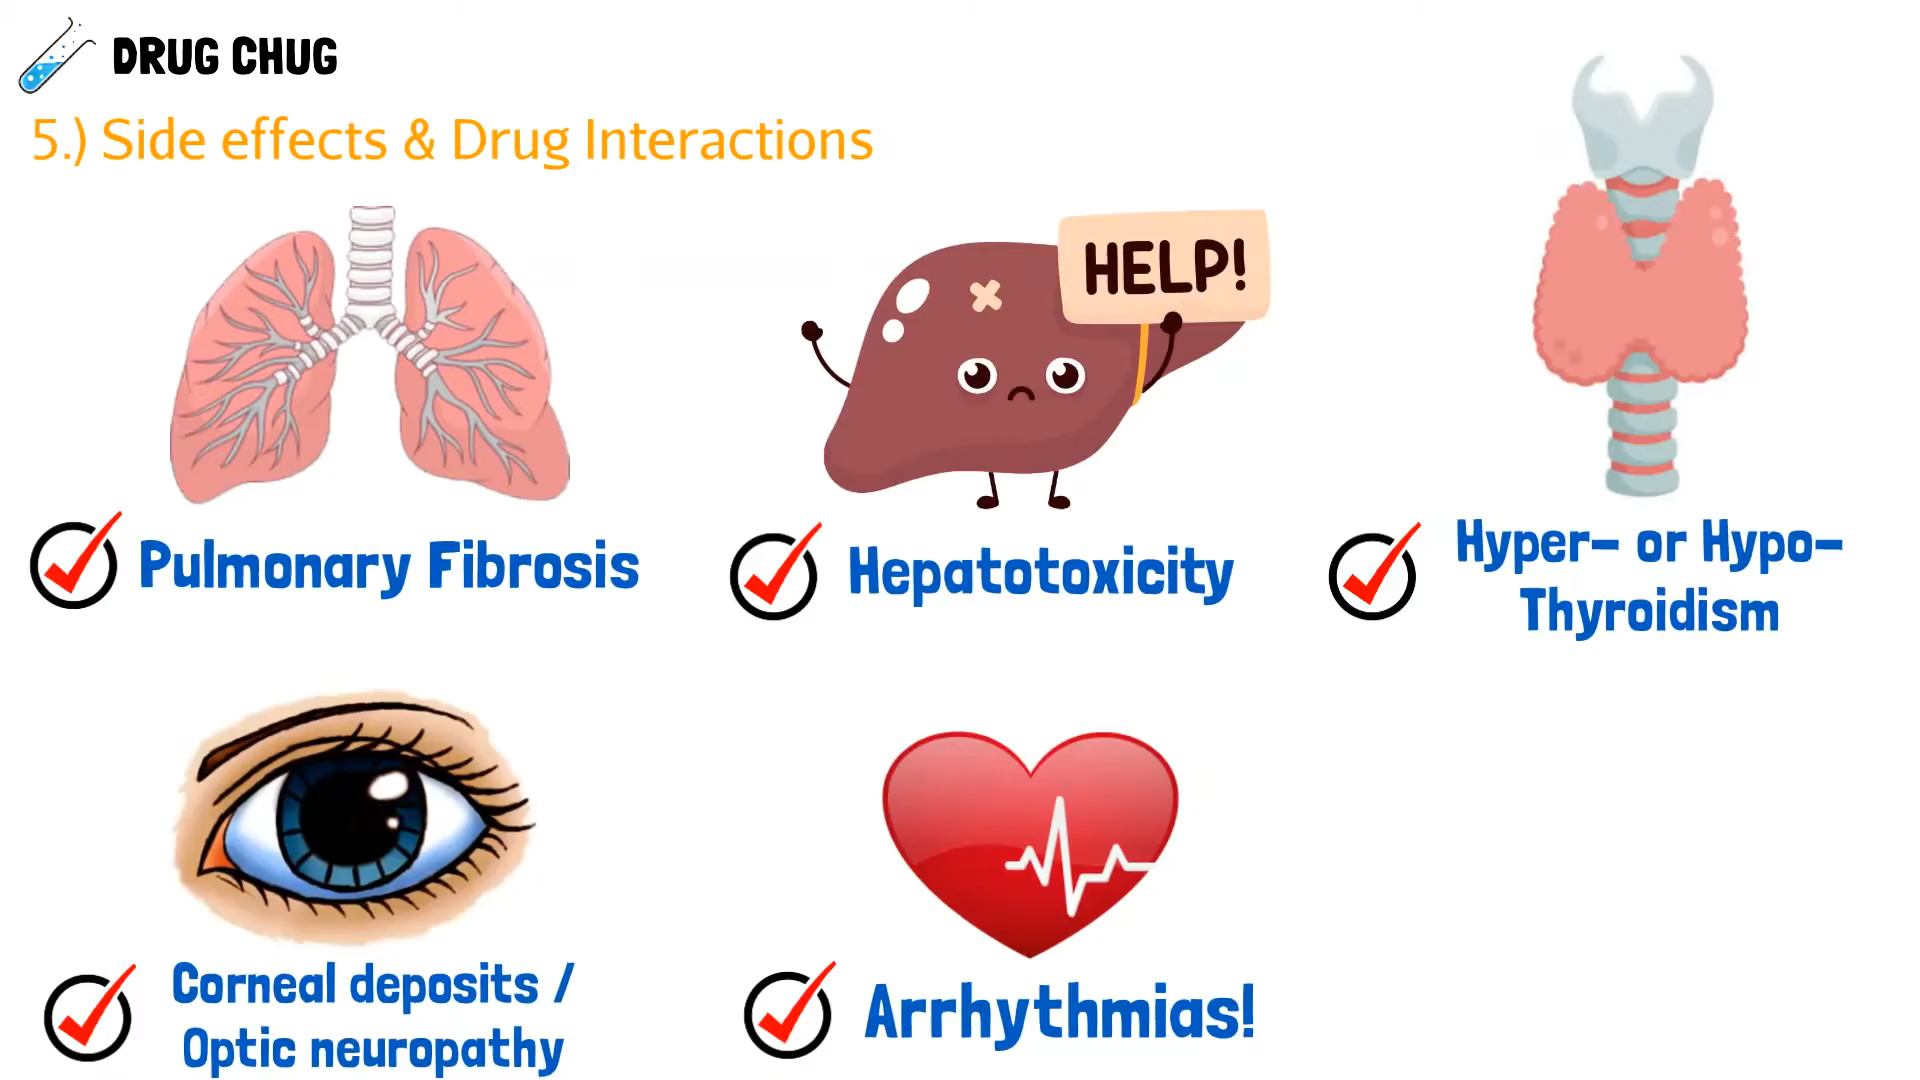 DRUG CHUG
5.) Side effects & Drug Interactions
HELP!
Pulmonary Fibrosis
Hepatotoxicity
Hyper- or Hypo-
Thyroidism
Corneal deposits /
Optic neuropathy
Arrhythmias!